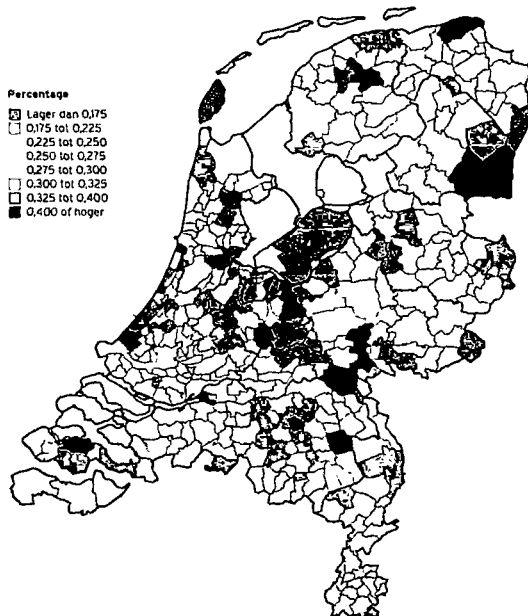 Percentage
Lager dan 0,175
0,175 tot 0,225
0,225 tot 0,250
0,250 tot 0,275
0,275 tot 0,300
0,300 tot 0,325
0,325 tot 0,400
0,400 of hoger